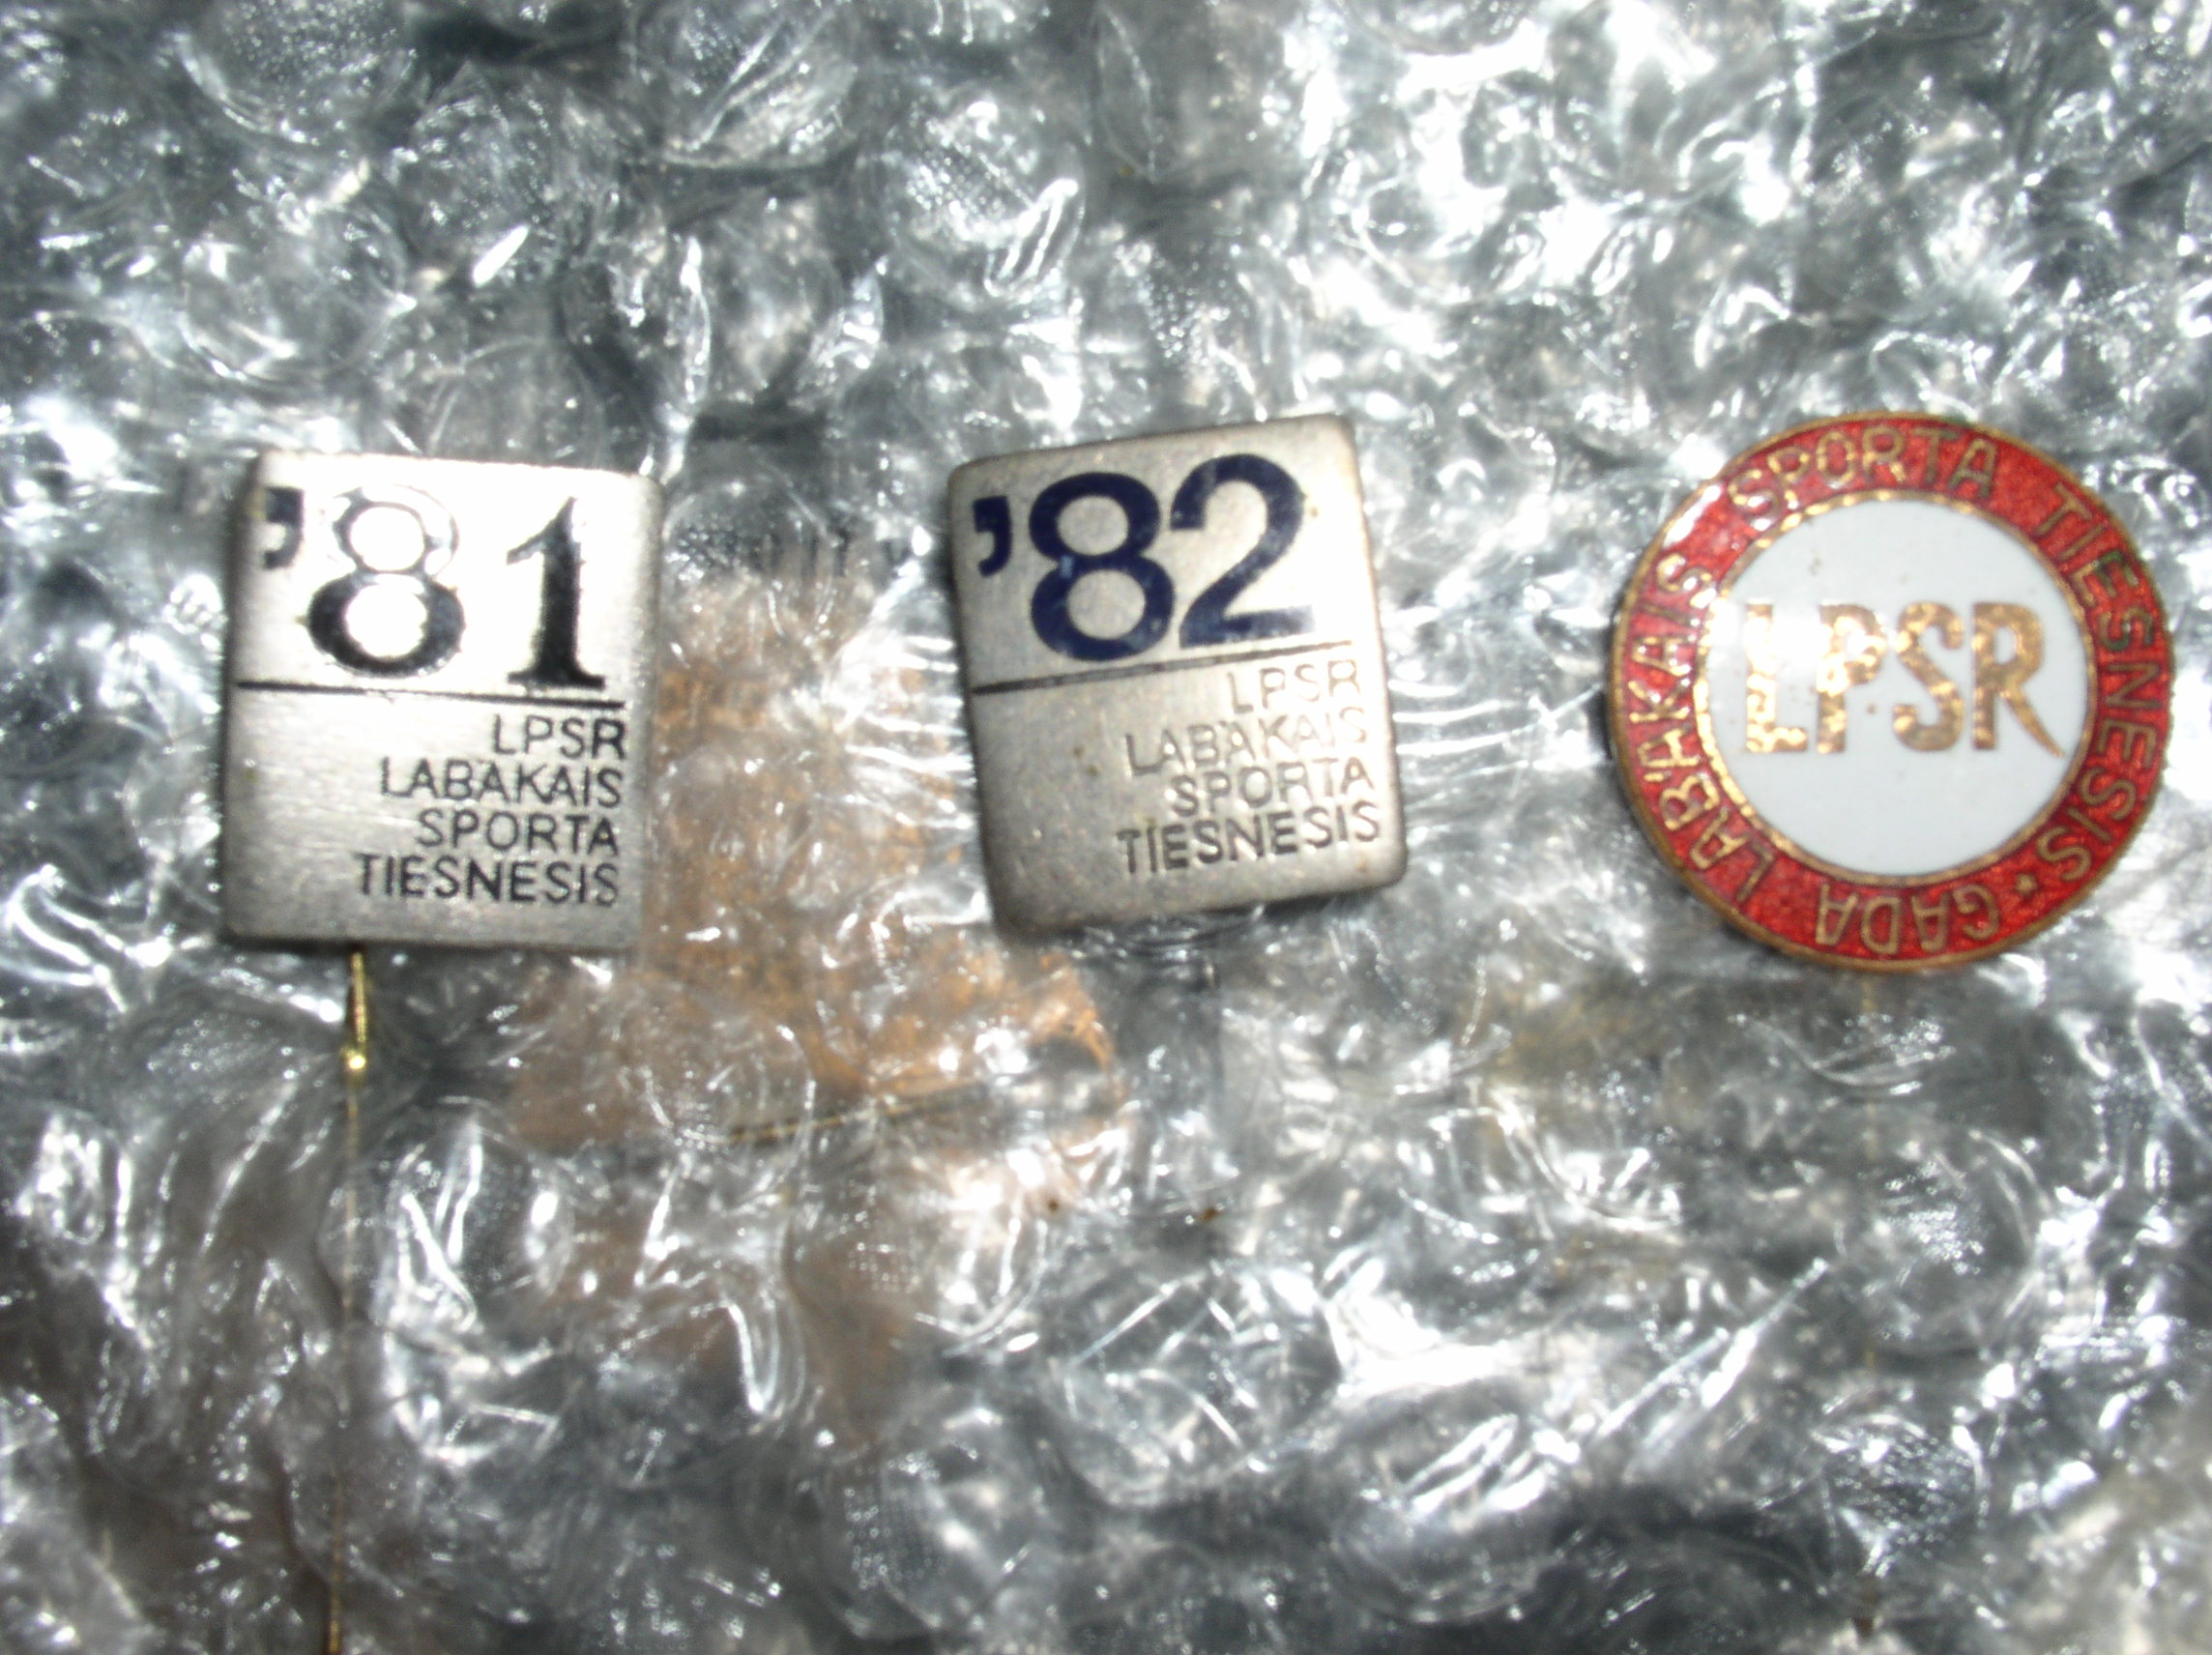 '81
LPSR
LABĀKAIS
SPORTA
TIESNESIS
'82
LPSR
LABĀKAIS
SPORTA
TIESNESIS
GADA LABĀKAIS SPORTA TIESNESIS •
LPSR